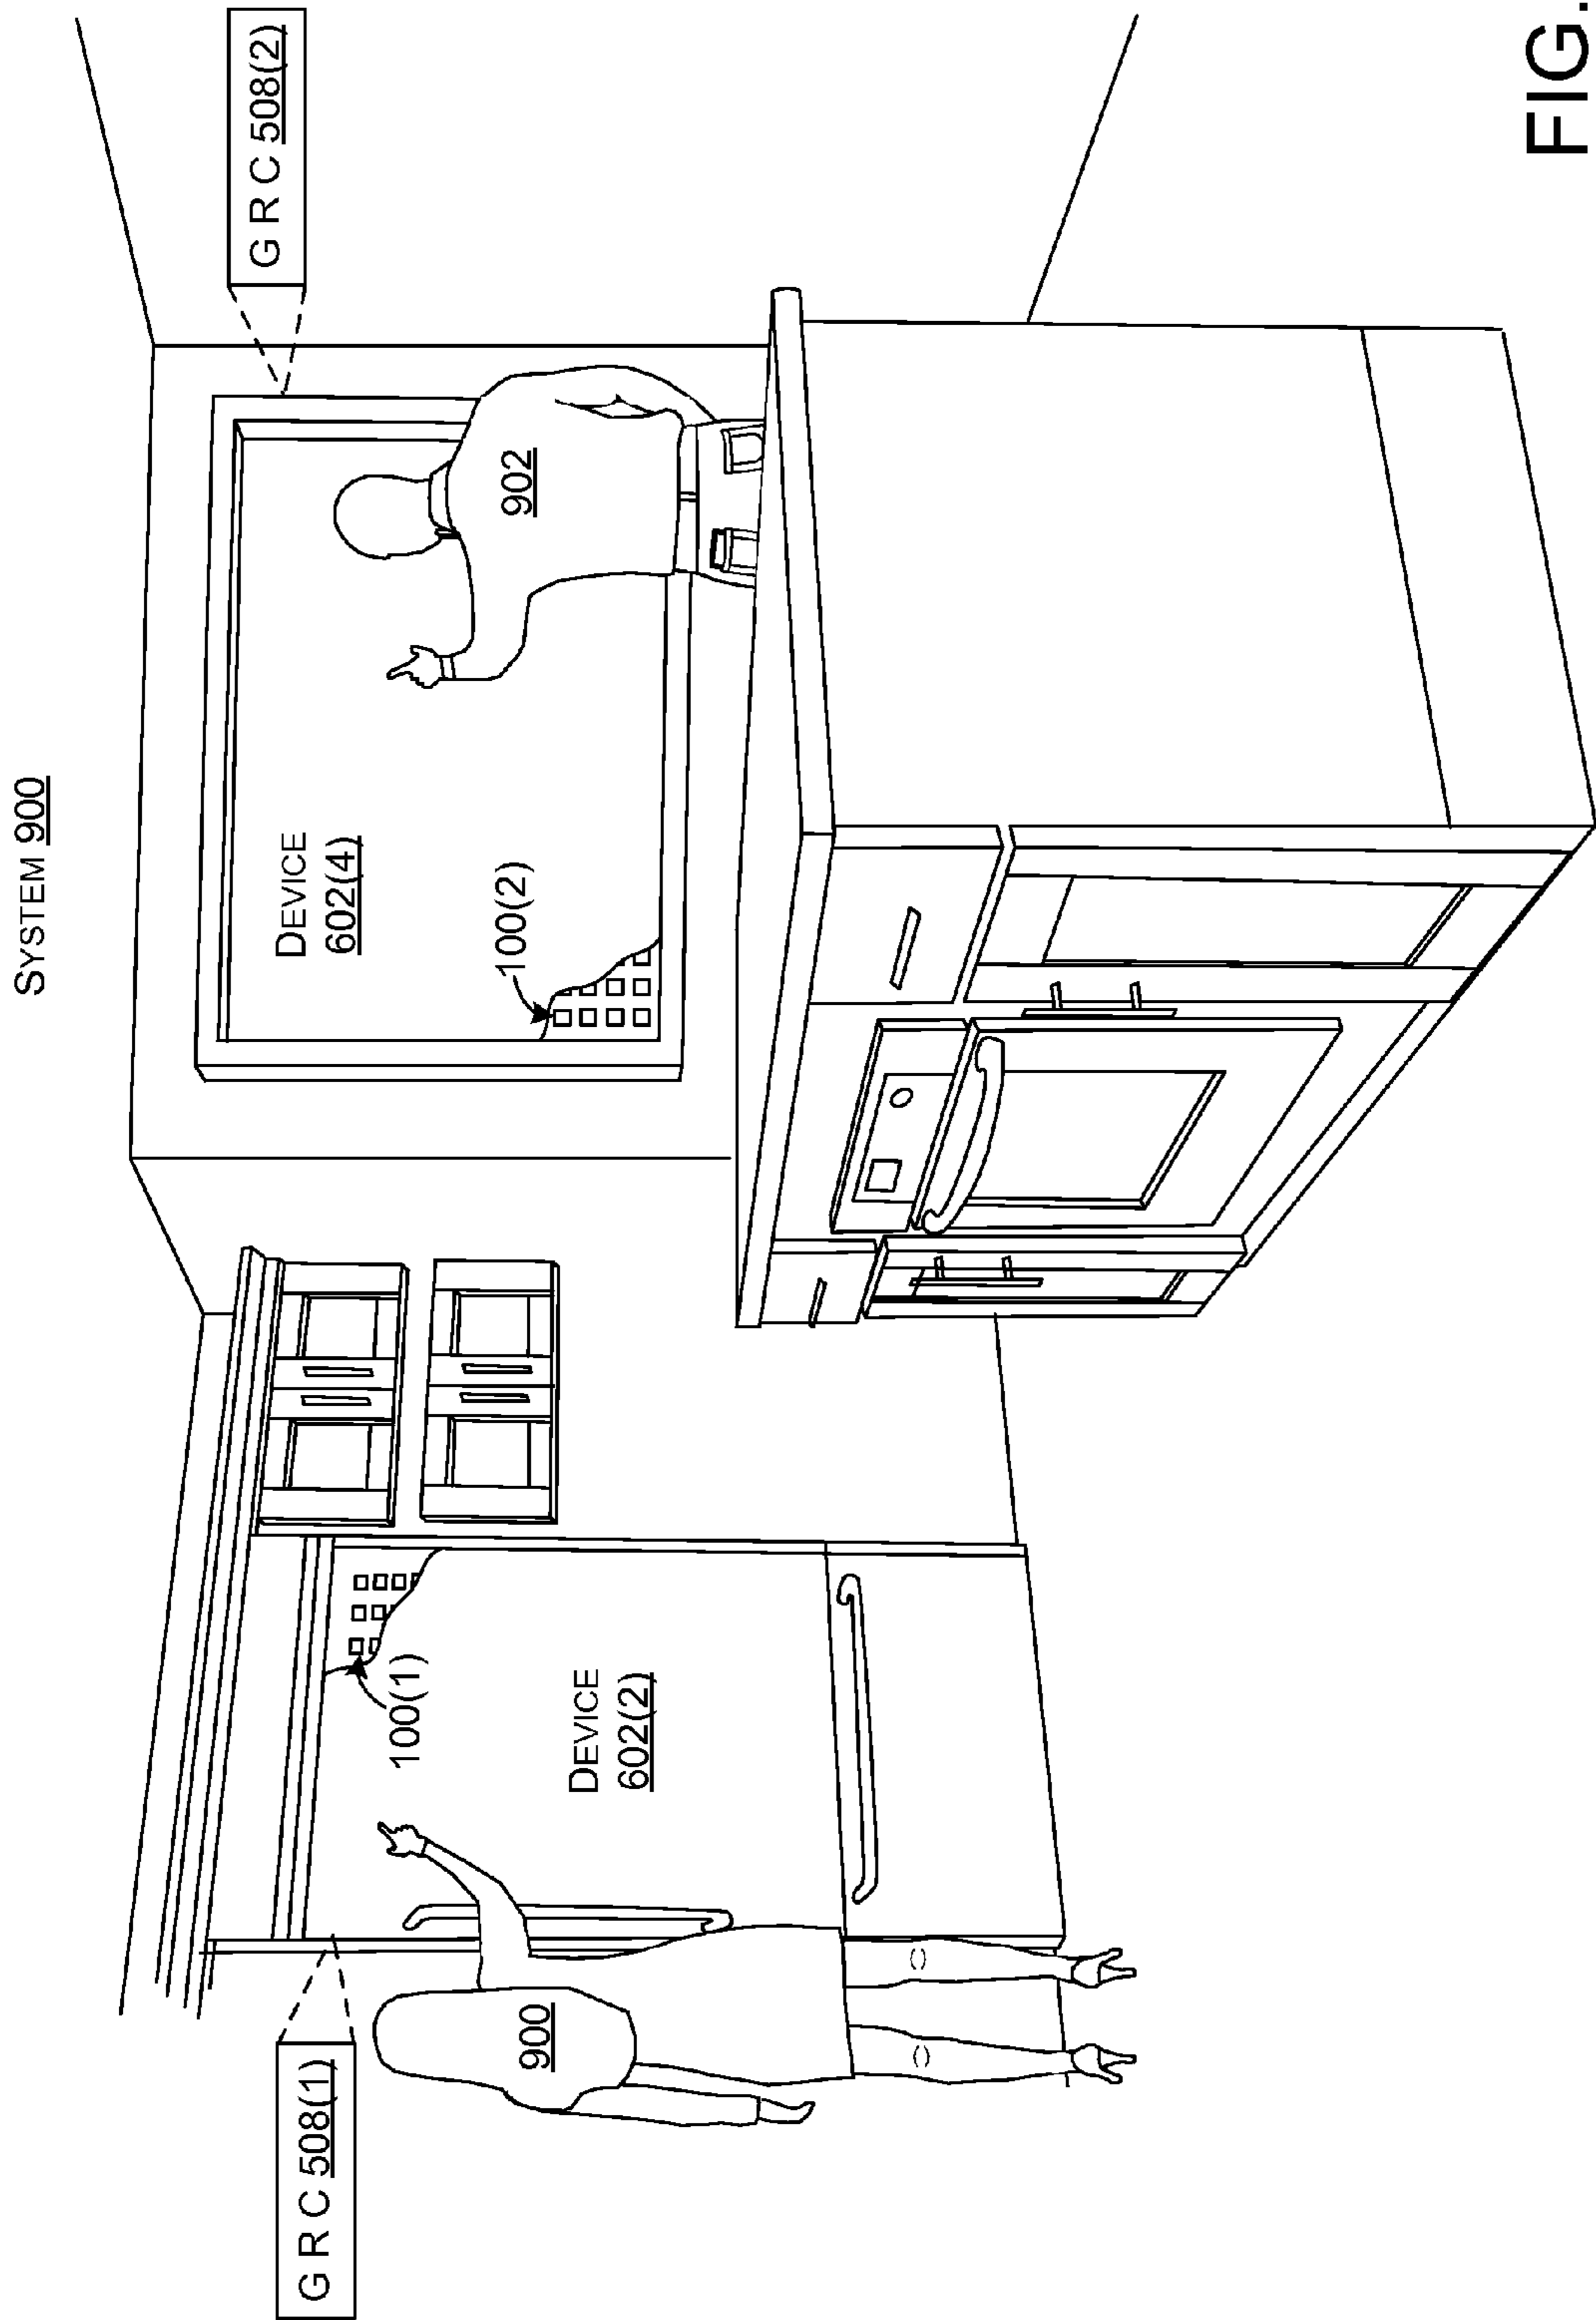 SYSTEM 900
G R C 508(1)
G R C 508(2)
DEVICE
602(4)
902
100(2)
100(1)
900
DEVICE
602(2)
FIG.